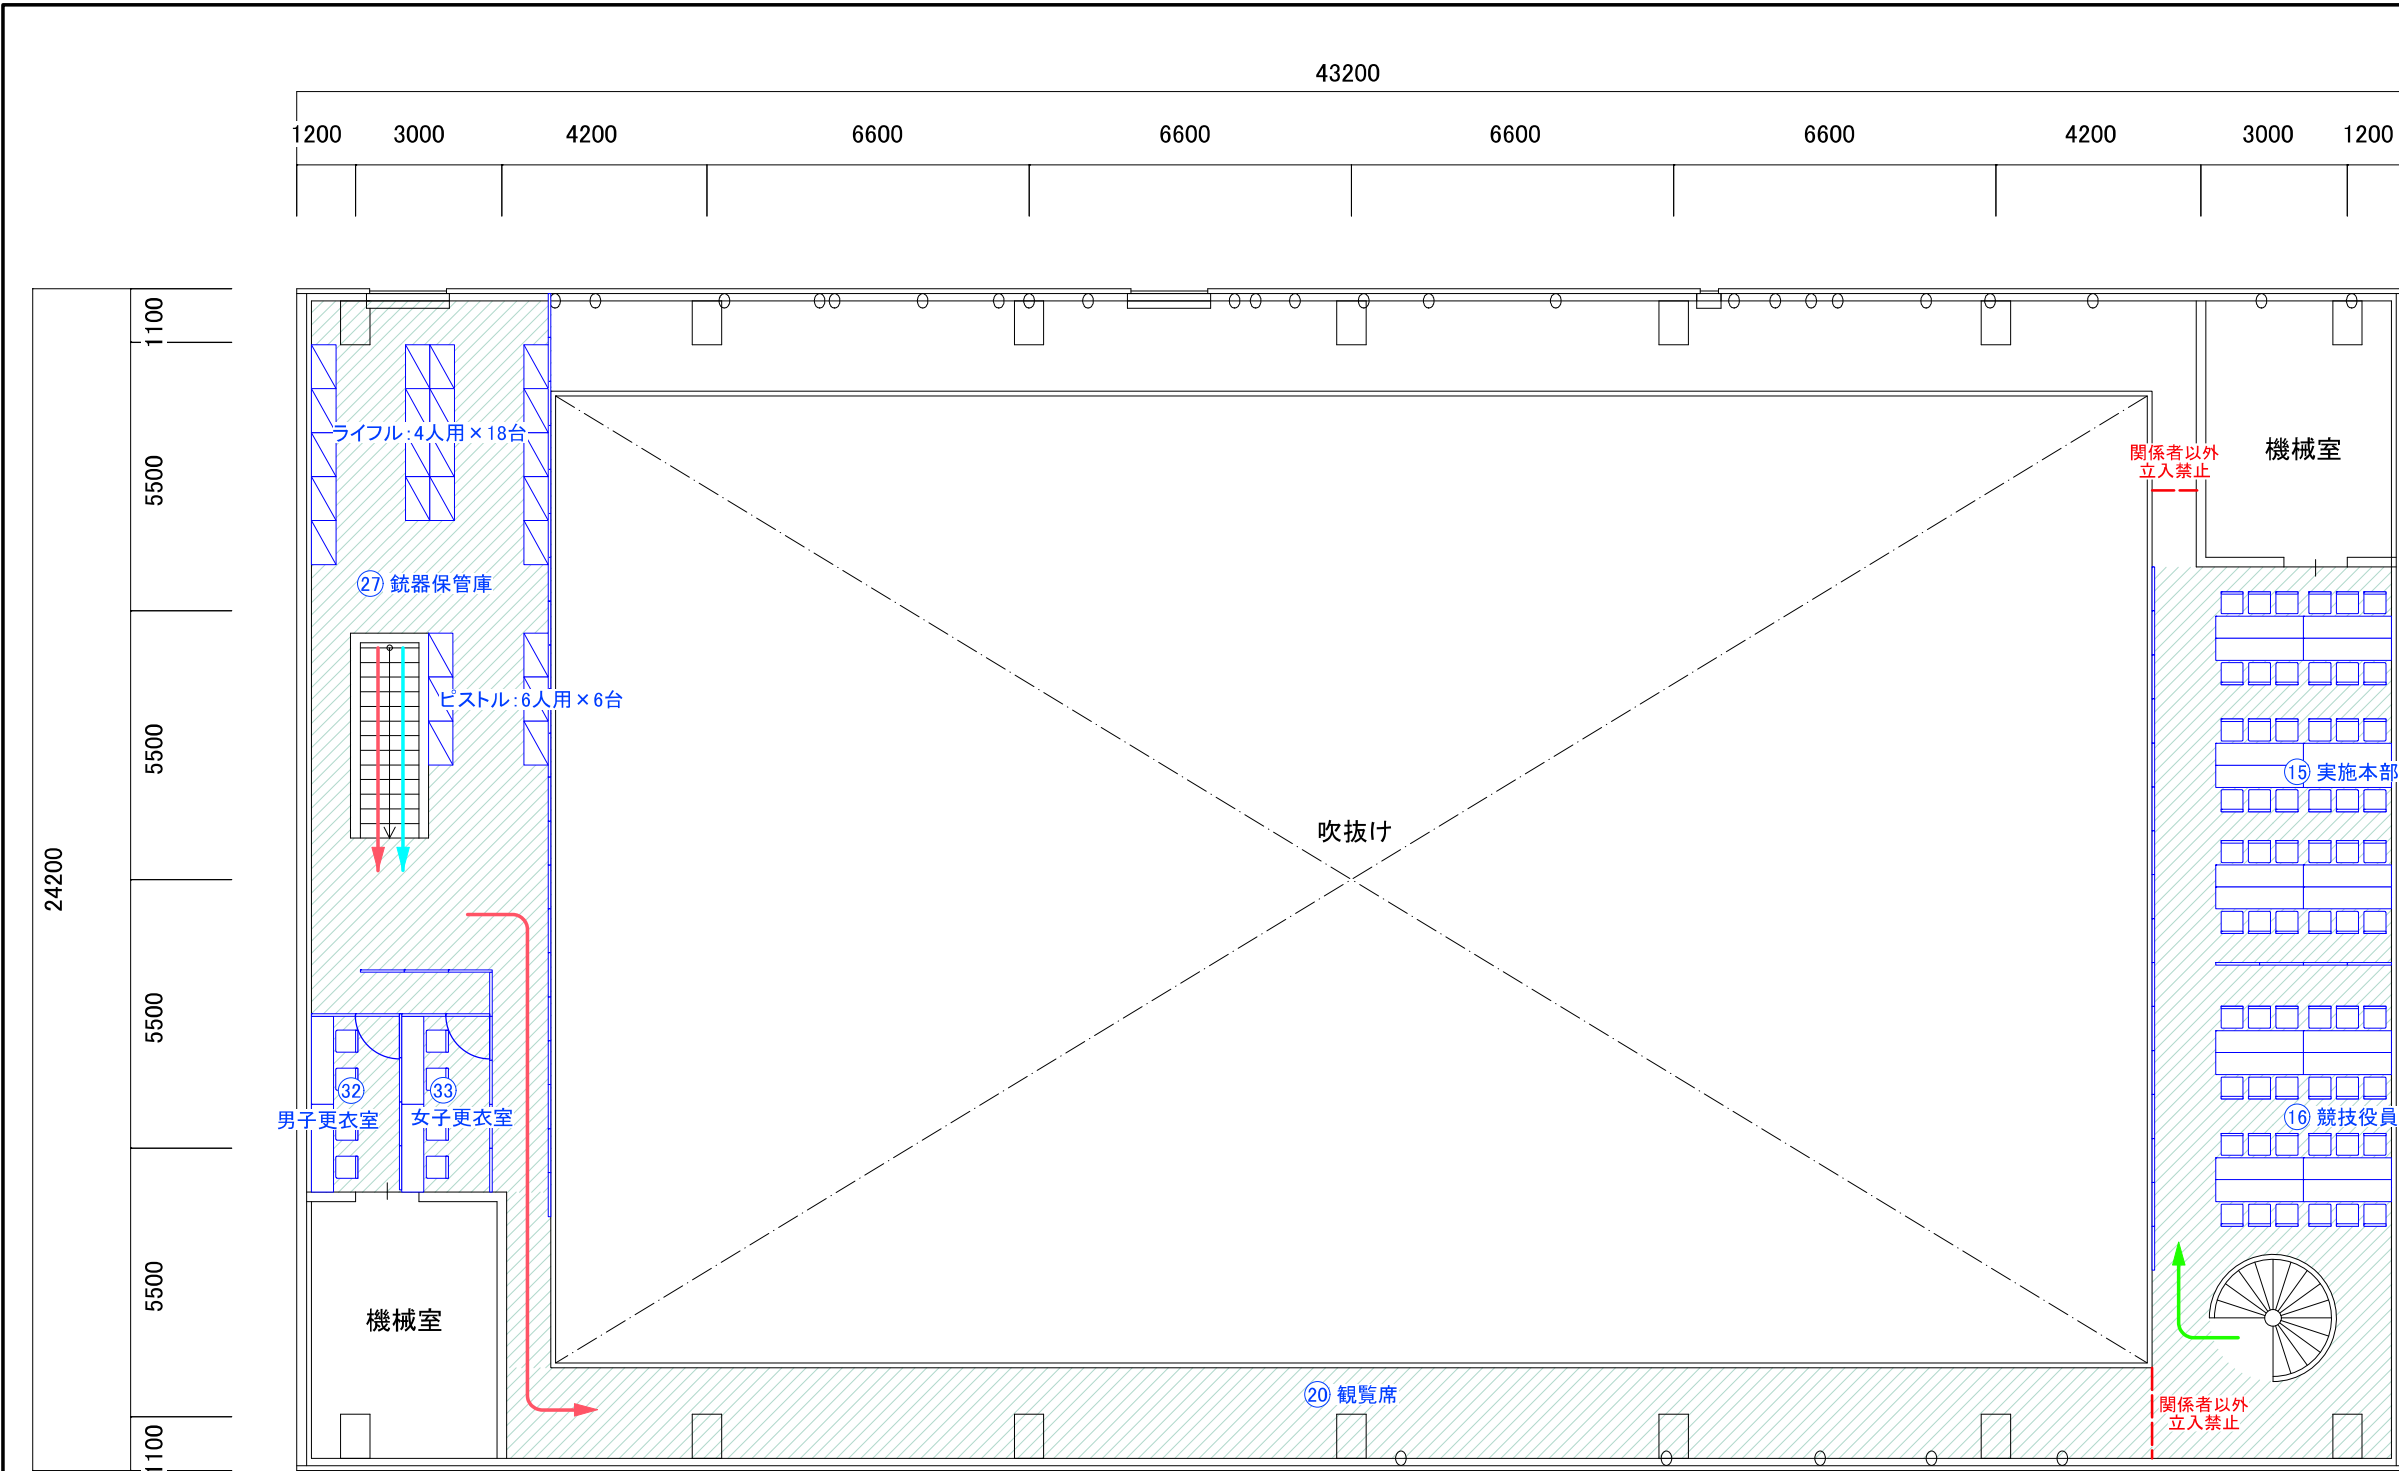 43200
1200 3000 4200 6600 6600 6600 6600 4200 3000 1200
1100
5500
5500
24200
5500
5500
1100
ライフル:4人用×18台
関係者以外
立入禁止
機械室
㉗ 銃器保管庫
ピストル:6人用×6台
⑮ 実施本部
吹抜け
㉜
男子更衣室
㉝
女子更衣室
⑯ 競技役員
機械室
⑳ 観覧席
関係者以外
立入禁止